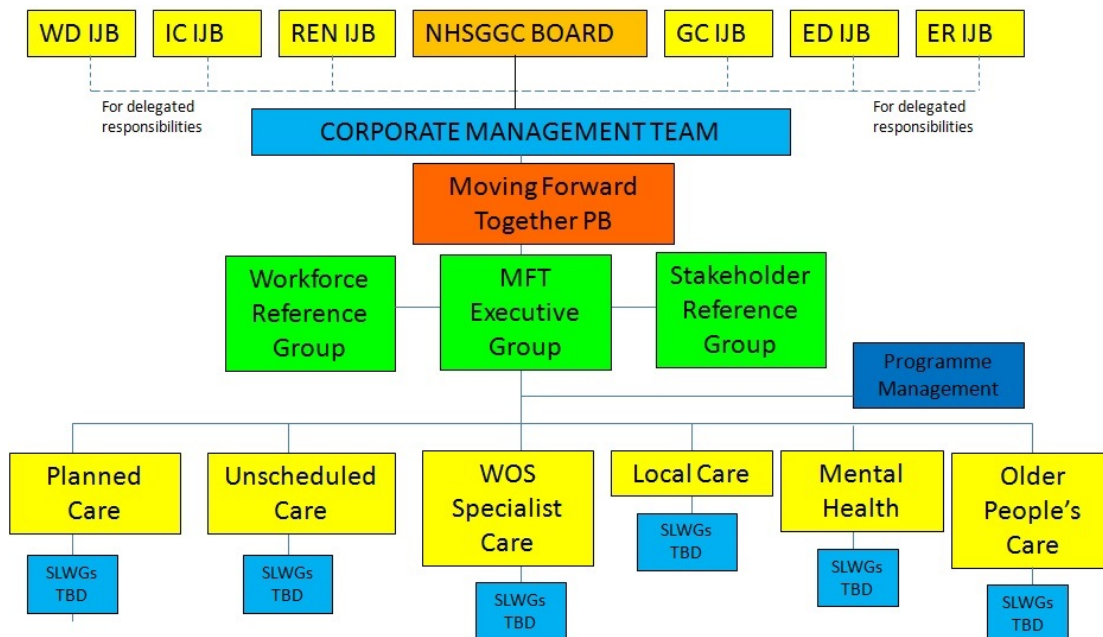 WD IJB
IC IJB
REN IJB
NHSGGC BOARD
GC IJB
ED IJB
ER IJB
For delegated
responsibilities
For delegated
responsibilities
CORPORATE MANAGEMENT TEAM
Moving Forward
Together PB
Workforce
Reference
Group
MFT
Executive
Group
Stakeholder
Reference
Group
Programme
Management
Planned
Care
Unscheduled
Care
WOS
Specialist
Care
Local Care
Mental
Health
Older
People’s
Care
SLWGs
TBD
SLWGs
TBD
SLWGs
TBD
SLWGs
TBD
SLWGs
TBD
SLWGs
TBD